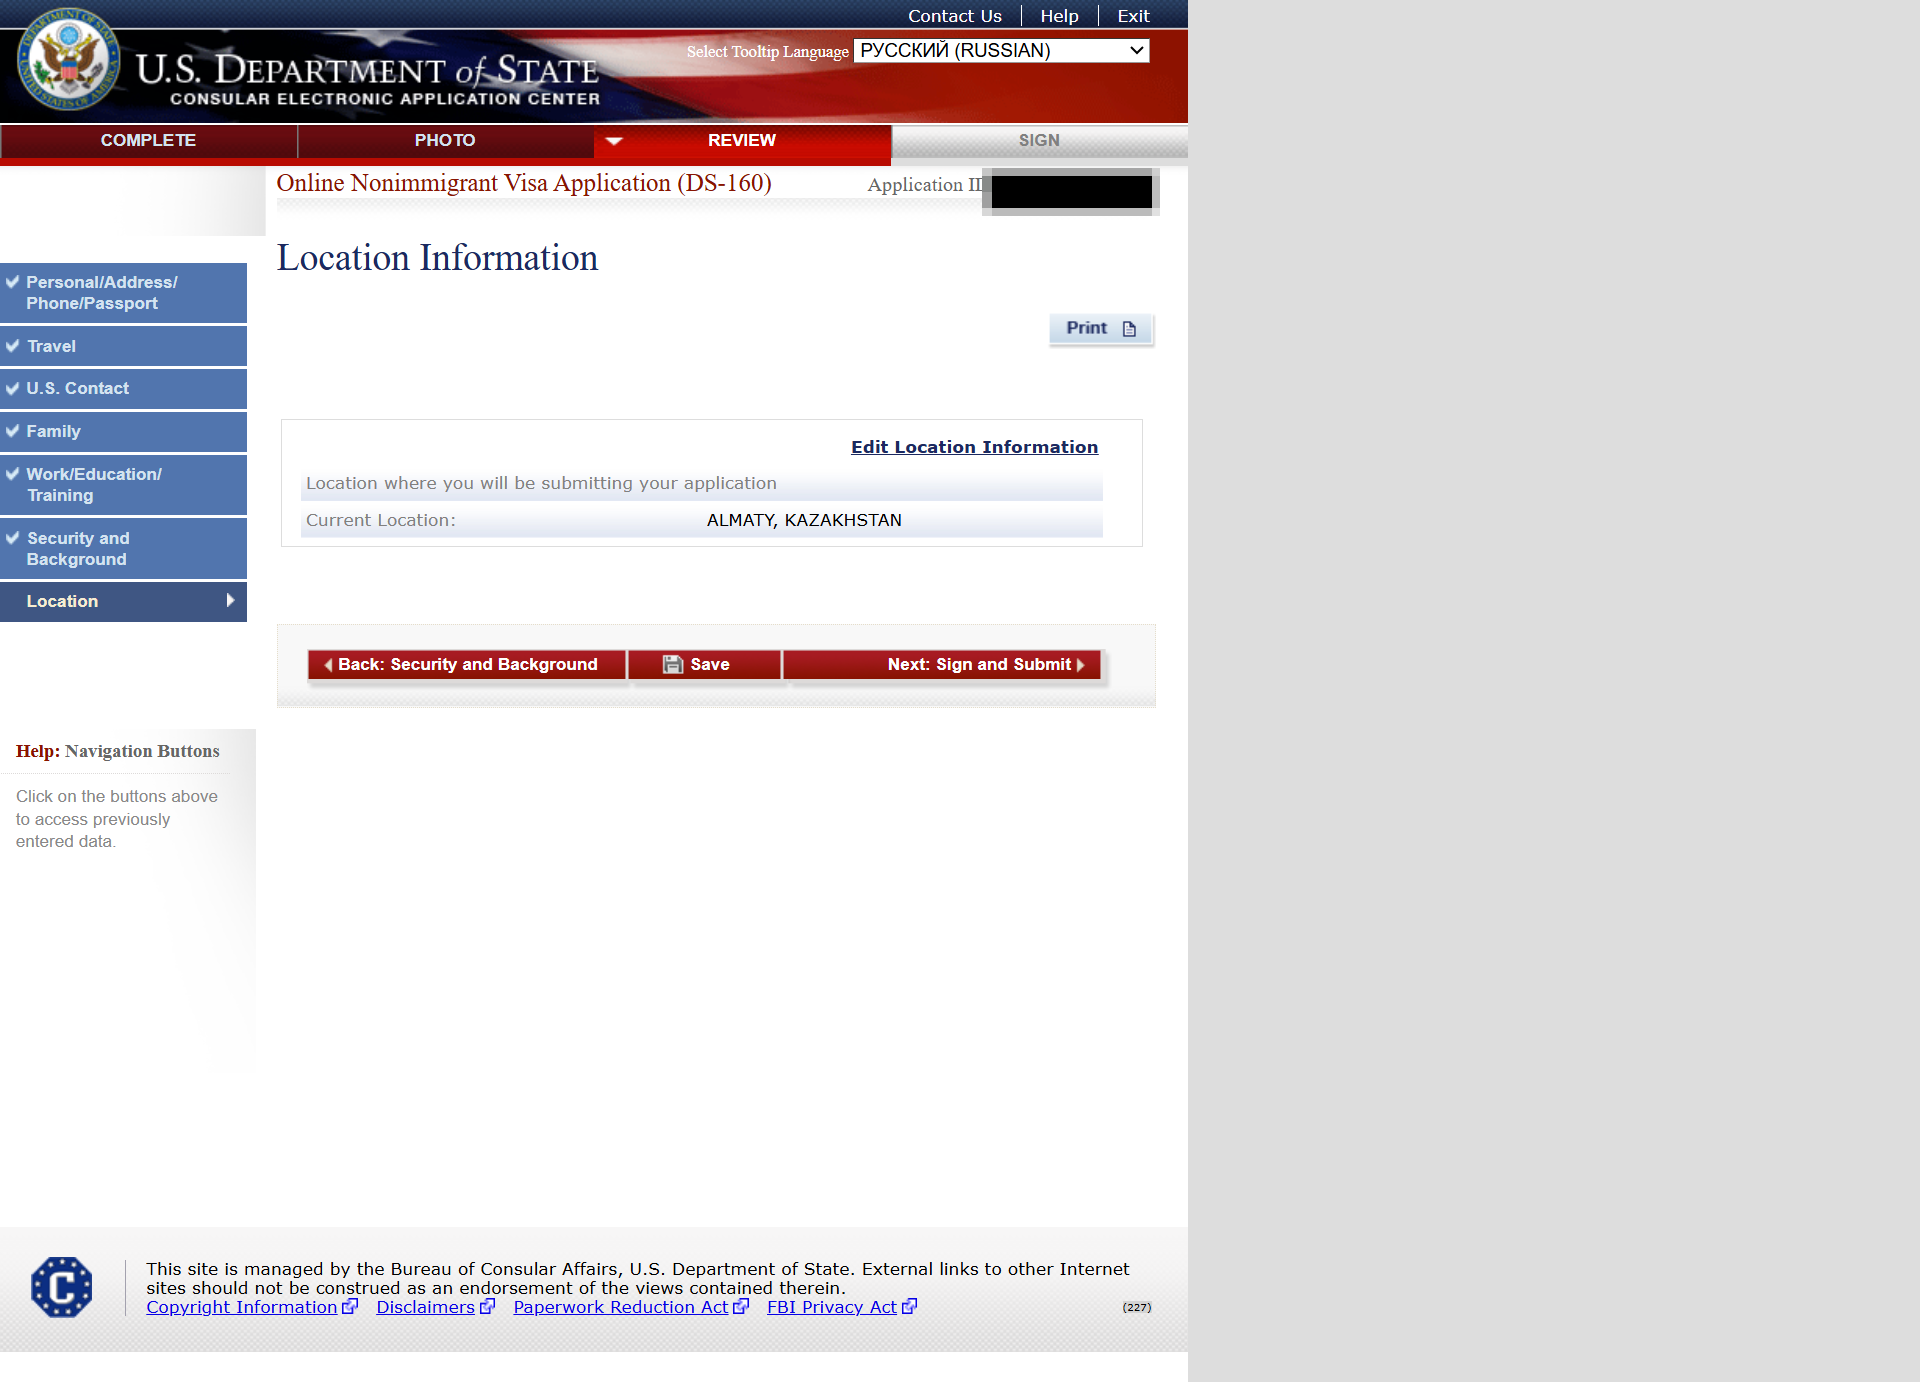 Contact Us
Help
Exit
Select Tooltip Language
РУССКИЙ (RUSSIAN)
U.S. DEPARTMENT of STATE
CONSULAR ELECTRONIC APPLICATION CENTER
COMPLETE
PHOTO
REVIEW
SIGN
Online Nonimmigrant Visa Application (DS-160)
Application ID
Location Information
Personal/Address/
Phone/Passport
Travel
U.S. Contact
Family
Work/Education/
Training
Security and
Background
Location
Print
Edit Location Information
Location where you will be submitting your application
Current Location:
ALMATY, KAZAKHSTAN
Back: Security and Background
Save
Next: Sign and Submit
Help: Navigation Buttons
Click on the buttons above
to access previously
entered data.
This site is managed by the Bureau of Consular Affairs, U.S. Department of State. External links to other Internet
sites should not be construed as an endorsement of the views contained therein.
Copyright Information
Disclaimers
Paperwork Reduction Act
FBI Privacy Act
(227)